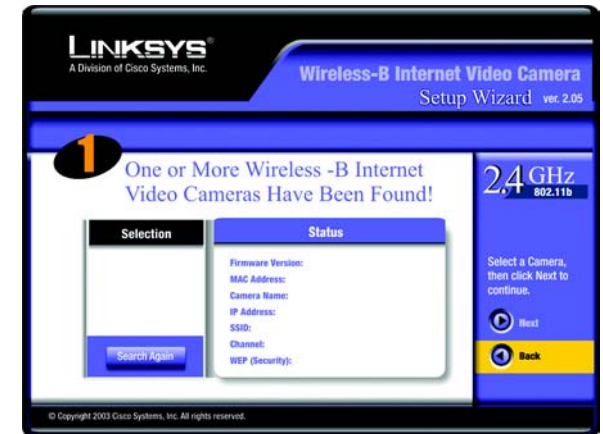 LINKSYS®
A Division of Cisco Systems, Inc.
Wireless-B Internet Video Camera
Setup Wizard ver. 2.05
1
One or More Wireless -B Internet
Video Cameras Have Been Found!
2.4 GHz
802.11b
Selection
Status
Firmware Version:
MAC Address:
Camera Name:
IP Address:
SSID:
Channel:
WEP (Security):
Search Again
Select a Camera,
then click Next to
continue.
Next
Back
© Copyright 2003 Cisco Systems, Inc. All rights reserved.